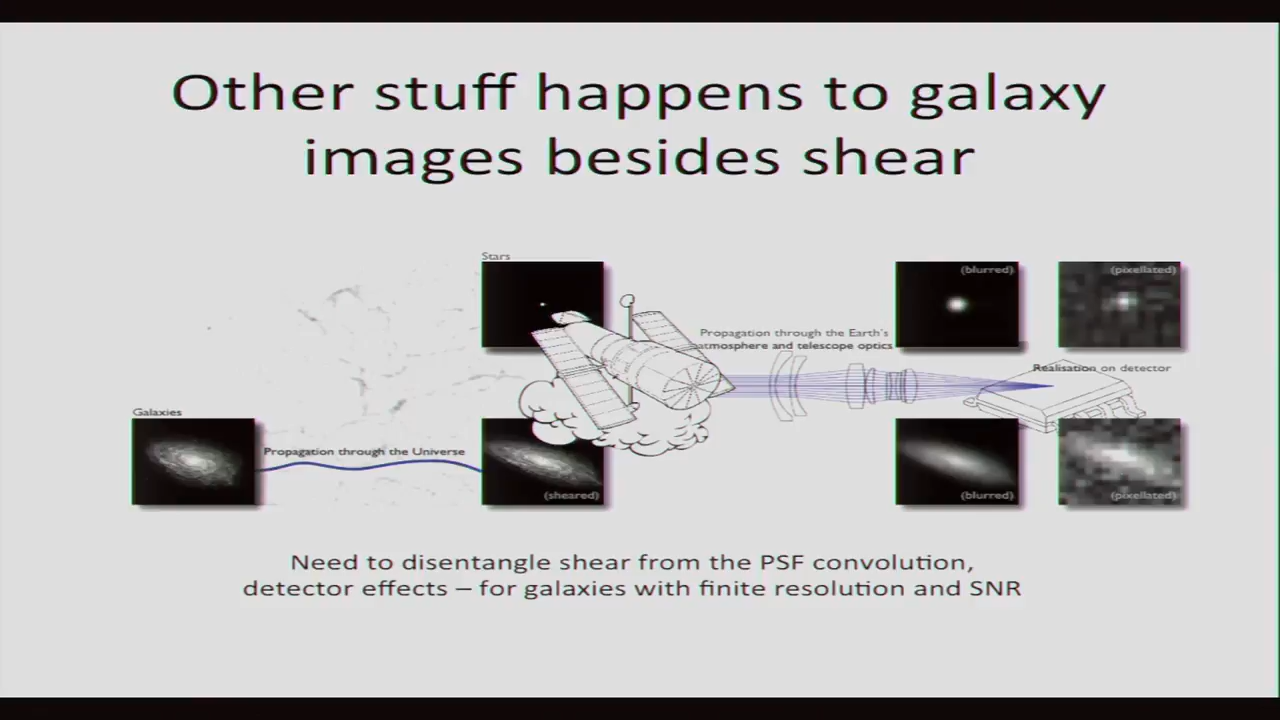 Other stuff happens to galaxy
images besides shear
Stars
(blurred)
(pixellated)
Propagation through the Earth's
atmosphere and telescope optics
Realisation on detector
Galaxies
Propagation through the Universe
(sheared)
(blurred)
(pixellated)
Need to disentangle shear from the PSF convolution,
detector effects – for galaxies with finite resolution and SNR